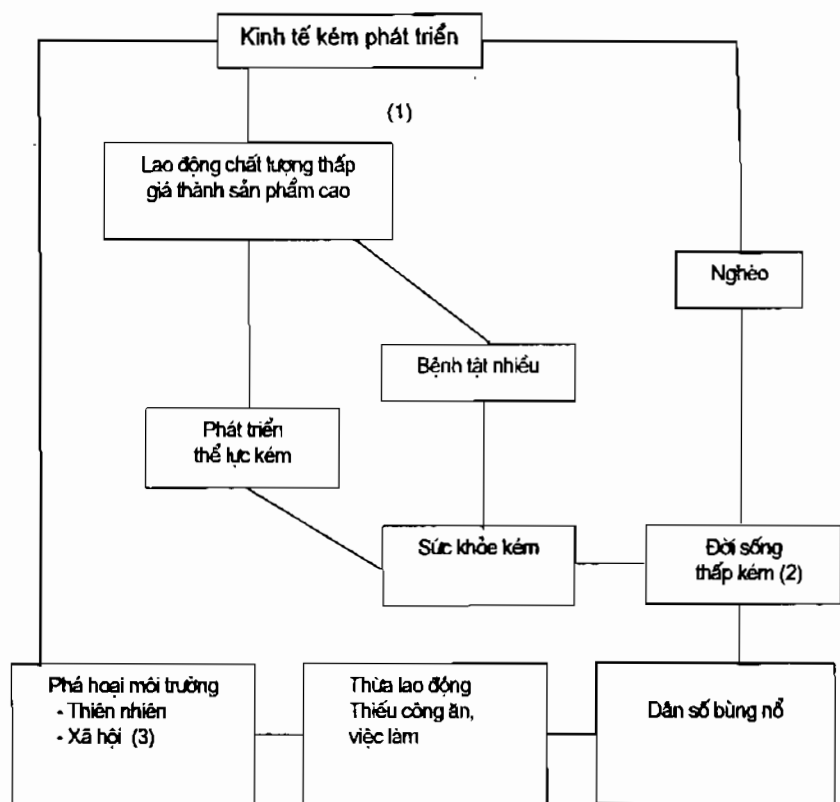 Kinh tế kém phát triển
(1)
Lao động chất lượng thấp
giá thành sản phẩm cao
Nghèo
Bệnh tật nhiều
Phát triển
thể lực kém
Sức khỏe kém
Đời sống
thấp kém (2)
Phá hoại môi trường
- Thiên nhiên
- Xã hội (3)
Thừa lao động
Thiếu công ăn,
việc làm
Dân số bùng nổ